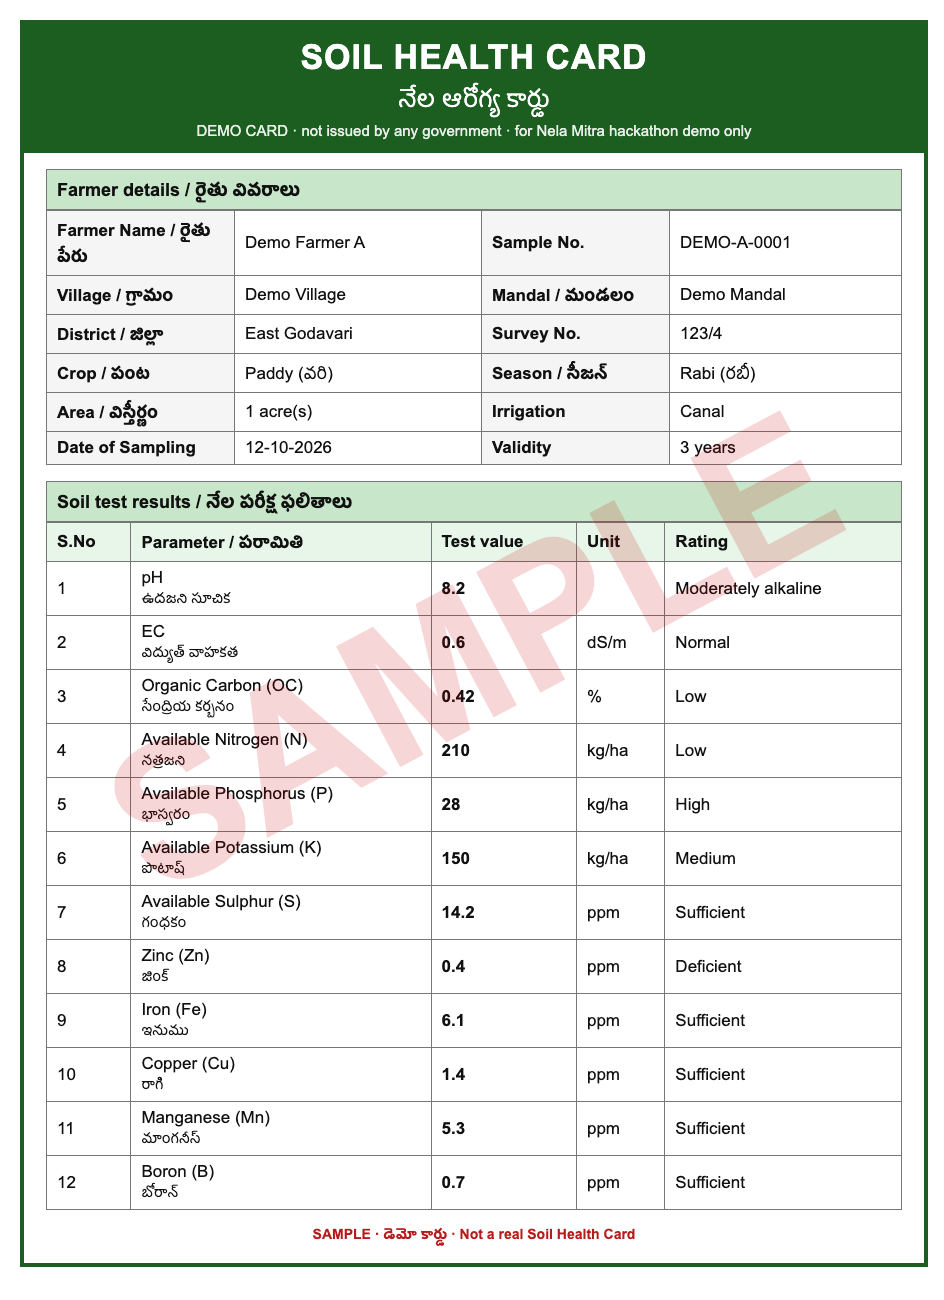 SOIL HEALTH CARD
నేల ఆరోగ్య కార్డు
DEMO CARD · not issued by any government · for Nela Mitra hackathon demo only
Farmer details / రైతు వివరాలు
Farmer Name / రైతు పేరు Demo Farmer A Sample No. DEMO-A-0001
Village / గ్రామం Demo Village Mandal / మండలం Demo Mandal
District / జిల్లా East Godavari Survey No. 123/4
Crop / పంట Paddy (వరి) Season / సీజన్ Rabi (రబీ)
Area / విస్తీర్ణం 1 acre(s) Irrigation Canal
Date of Sampling 12-10-2026 Validity 3 years
Soil test results / నేల పరీక్ష ఫలితాలు
S.No Parameter / పరామితి Test value Unit Rating
1 pH 8.2 Moderately alkaline
ఉదజని సూచిక
2 EC 0.6 dS/m Normal
విద్యుత్ వాహకత
3 Organic Carbon (OC) 0.42 % Low
సేంద్రియ కర్బనం
4 Available Nitrogen (N) 210 kg/ha Low
నత్రజని
5 Available Phosphorus (P) 28 kg/ha High
భాస్వరం
6 Available Potassium (K) 150 kg/ha Medium
పొటాష్
7 Available Sulphur (S) 14.2 ppm Sufficient
గంధకం
8 Zinc (Zn) 0.4 ppm Deficient
జింక్
9 Iron (Fe) 6.1 ppm Sufficient
ఇనుము
10 Copper (Cu) 1.4 ppm Sufficient
రాగి
11 Manganese (Mn) 5.3 ppm Sufficient
మాంగనీస్
12 Boron (B) 0.7 ppm Sufficient
బోరాన్
SAMPLE
SAMPLE · డెమో కార్డు · Not a real Soil Health Card